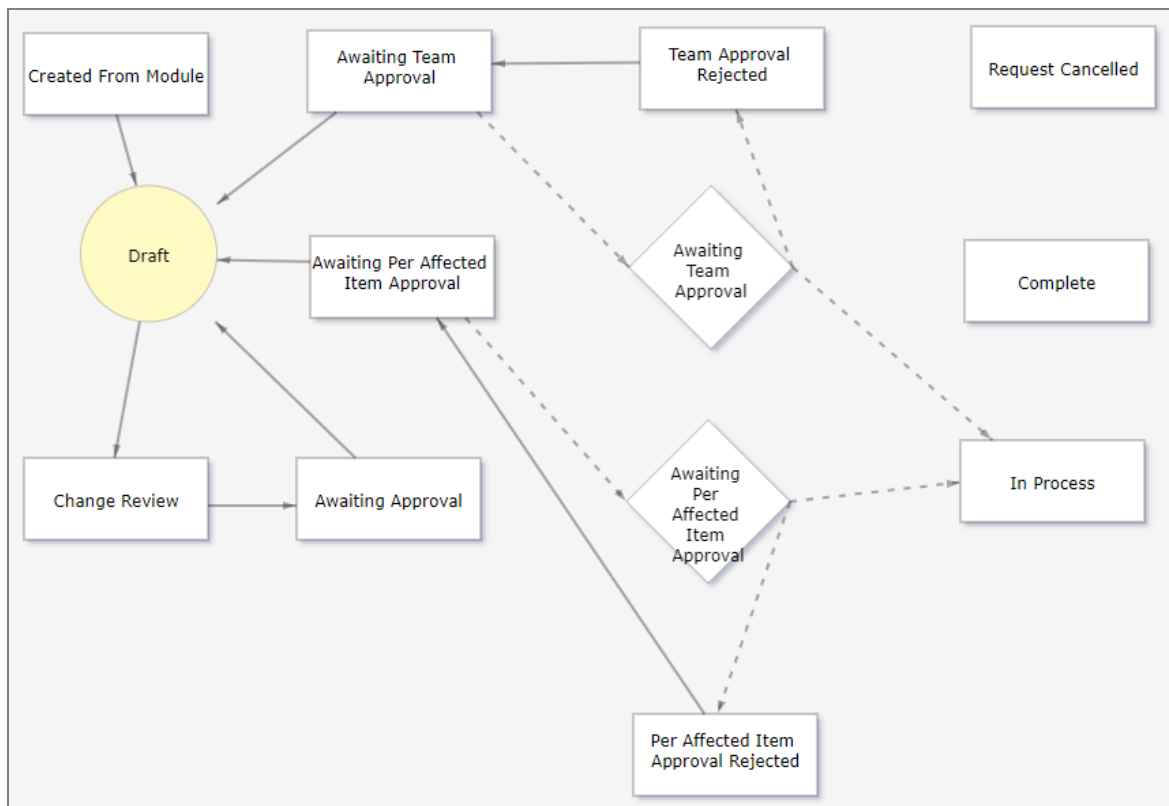 Created From Module
Awaiting Team
Approval
Team Approval
Rejected
Request Cancelled
Draft
Awaiting Per Affected
Item Approval
Awaiting
Team
Approval
Complete
Change Review
Awaiting Approval
Awaiting
Per
Affected
Item
Approval
In Process
Per Affected Item
Approval Rejected